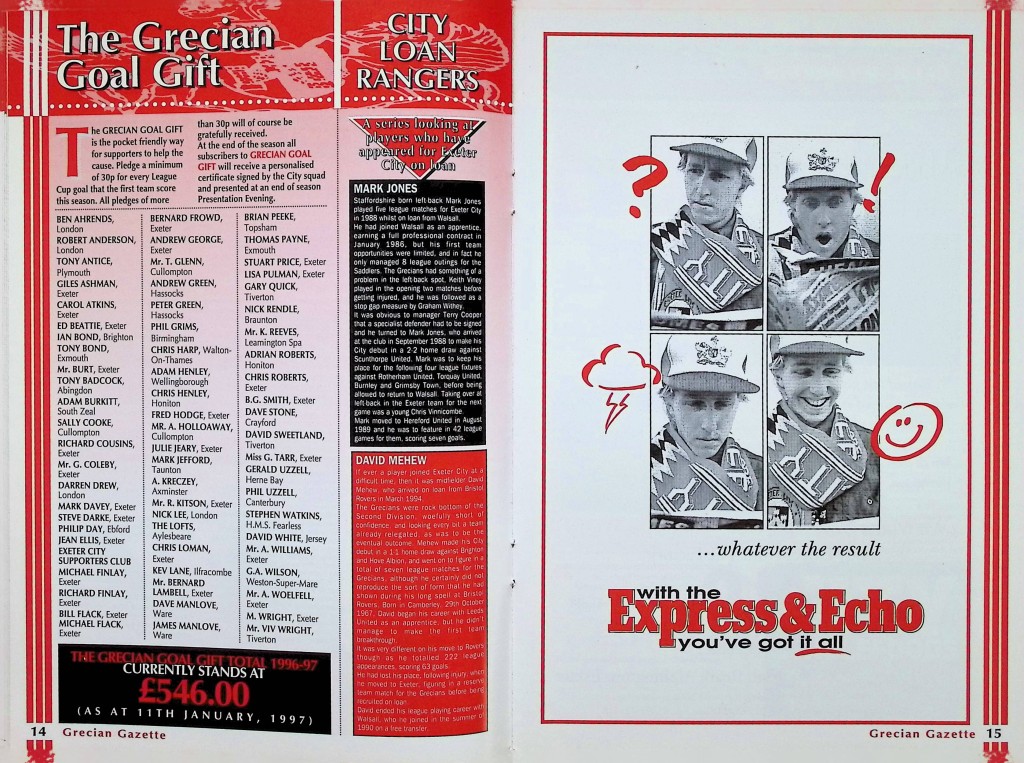 The Grecian
Goal Gift
The GRECIAN GOAL GIFT
is the pocket friendly way
for supporters to help the
cause. Pledge a minimum
of 30p for every League
Cup goal that the first team score
this season. All pledges of more
than 30p will of course be
gratefully received.
At the end of the season all
subscribers to GRECIAN GOAL
GIFT will receive a personalised
certificate signed by the City squad
and presented at an end of season
Presentation Evening.
BEN AHRENDS,
London
ROBERT ANDERSON,
London
TONY ANTICE,
Plymouth
GILES ASHMAN,
Exeter
CAROL ATKINS,
Exeter
ED BEATTIE, Exeter
IAN BOND, Brighton
TONY BOND,
Exmouth
Mr. BURT, Exeter
TONY BADCOCK,
Abingdon
ADAM BURKITT,
South Zeal
SALLY COOKE,
Cullompton
RICHARD COUSINS,
Exeter
Mr. G. COLEBY,
Exeter
DARREN DREW,
London
MARK DAVEY, Exeter
STEVE DARKE, Exeter
PHILIP DAY, Ebford
JEAN ELLIS, Exeter
EXETER CITY
SUPPORTERS CLUB
MICHAEL FINLAY,
Exeter
RICHARD FINLAY,
Exeter
BILL FLACK, Exeter
MICHAEL FLACK,
Exeter
BERNARD FROWD,
Exeter
ANDREW GEORGE,
Exeter
Mr. T. GLENN,
Cullompton
ANDREW GREEN,
Hassocks
PETER GREEN,
Hassocks
PHIL GRIMS,
Birmingham
CHRIS HARP, Walton-
On-Thames
ADAM HENLEY,
Wellingborough
CHRIS HENLEY,
Honiton
FRED HODGE, Exeter
MR. A. HOLLOAWAY,
Cullompton
JULIE JEARY, Exeter
MARK JEFFORD,
Taunton
A. KRECZEY,
Axminster
Mr. R. KITSON, Exeter
NICK LEE, London
THE LOFTS,
Aylesbeare
CHRIS LOMAN,
Exeter
KEV LANE, Ilfracombe
Mr. BERNARD
LAMBELL, Exeter
DAVE MANLOVE,
Ware
JAMES MANLOVE,
Ware
BRIAN PEEKE,
Topsham
THOMAS PAYNE,
Exmouth
STUART PRICE, Exeter
LISA PULMAN, Exeter
GARY QUICK,
Tiverton
NICK RENDLE,
Braunton
Mr. K. REEVES,
Leamington Spa
ADRIAN ROBERTS,
Honiton
CHRIS ROBERTS,
Exeter
B.G. SMITH, Exeter
DAVE STONE,
Crayford
DAVID SWEETLAND,
Tiverton
Miss G. TARR, Exeter
GERALD UZZELL,
Herne Bay
PHIL UZZELL,
Canterbury
STEPHEN WATKINS,
H.M.S. Fearless
DAVID WHITE, Jersey
Mr. A. WILLIAMS,
Exeter
G.A. WILSON,
Weston-Super-Mare
Mr. A. WOELFELL,
Exeter
M. WRIGHT, Exeter
Mr. VIV WRIGHT,
Tiverton
THE GRECIAN GOAL GIFT TOTAL 1996-97
CURRENTLY STANDS AT
£546.00
(AS AT 11TH JANUARY, 1997)
14 Grecian Gazette
CITY
LOAN
RANGERS
A series looking at
players who have
appeared for Exeter
City on loan
MARK JONES
Staffordshire born left-back Mark Jones
played five league matches for Exeter City
in 1988 whilst on loan from Walsall.
He had joined Walsall as an apprentice,
earning a full professional contract in
January 1986, but his first team
opportunities were limited, and in fact he
only managed 8 league outings for the
Saddlers. The Grecians had something of a
problem in the left-back spot. Keith Viney
played in the opening two matches before
getting injured, and he was followed as a
stop gap measure by Graham Withey.
It was obvious to manager Terry Cooper
that a specialist defender had to be signed
and he turned to Mark Jones, who arrived
at the club in September 1988 to make his
City debut in a 2-2 home draw against
Scunthorpe United. Mark was to keep his
place for the following four league fixtures
against Rotherham United, Torquay United,
Burnley and Grimsby Town, before being
allowed to return to Walsall. Taking over at
left-back in the Exeter team for the next
game was a young Chris Vinnicombe.
Mark moved to Hereford United in August
1989 and he was to feature in 42 league
games for them, scoring seven goals.
DAVID MEHEW
If ever a player joined Exeter City at a
difficult time, then it was midfielder David
Mehew, who arrived on loan from Bristol
Rovers in March 1994.
The Grecians were rock bottom of the
Second Division, woefully short of
confidence, and looking every bit a team
already relegated, as was to be the
eventual outcome. Mehew made his City
debut in a 1-1 home draw against Brighton
and Hove Albion, and went on to figure in a
total of seven league matches for the
Grecians, although he certainly did not
reproduce the sort of form that he had
shown during his long spell at Bristol
Rovers. Born in Camberley, 29th October
1967, David began his career with Leeds
United as an apprentice, but he didn't
manage to make the first team
breakthrough.
It was very different on his move to Rovers
though as he totalled 222 league
appearances, scoring 63 goals.
He had lost his place, following injury, when
he moved to Exeter, figuring in a reserve
team match for the Grecians before being
recruited on loan.
David ended his league playing career with
Walsall, who he joined in the summer of
1990 on a free transfer.
?
!
...whatever the result
with the
Express & Echo
you've got it all
Grecian Gazette 15